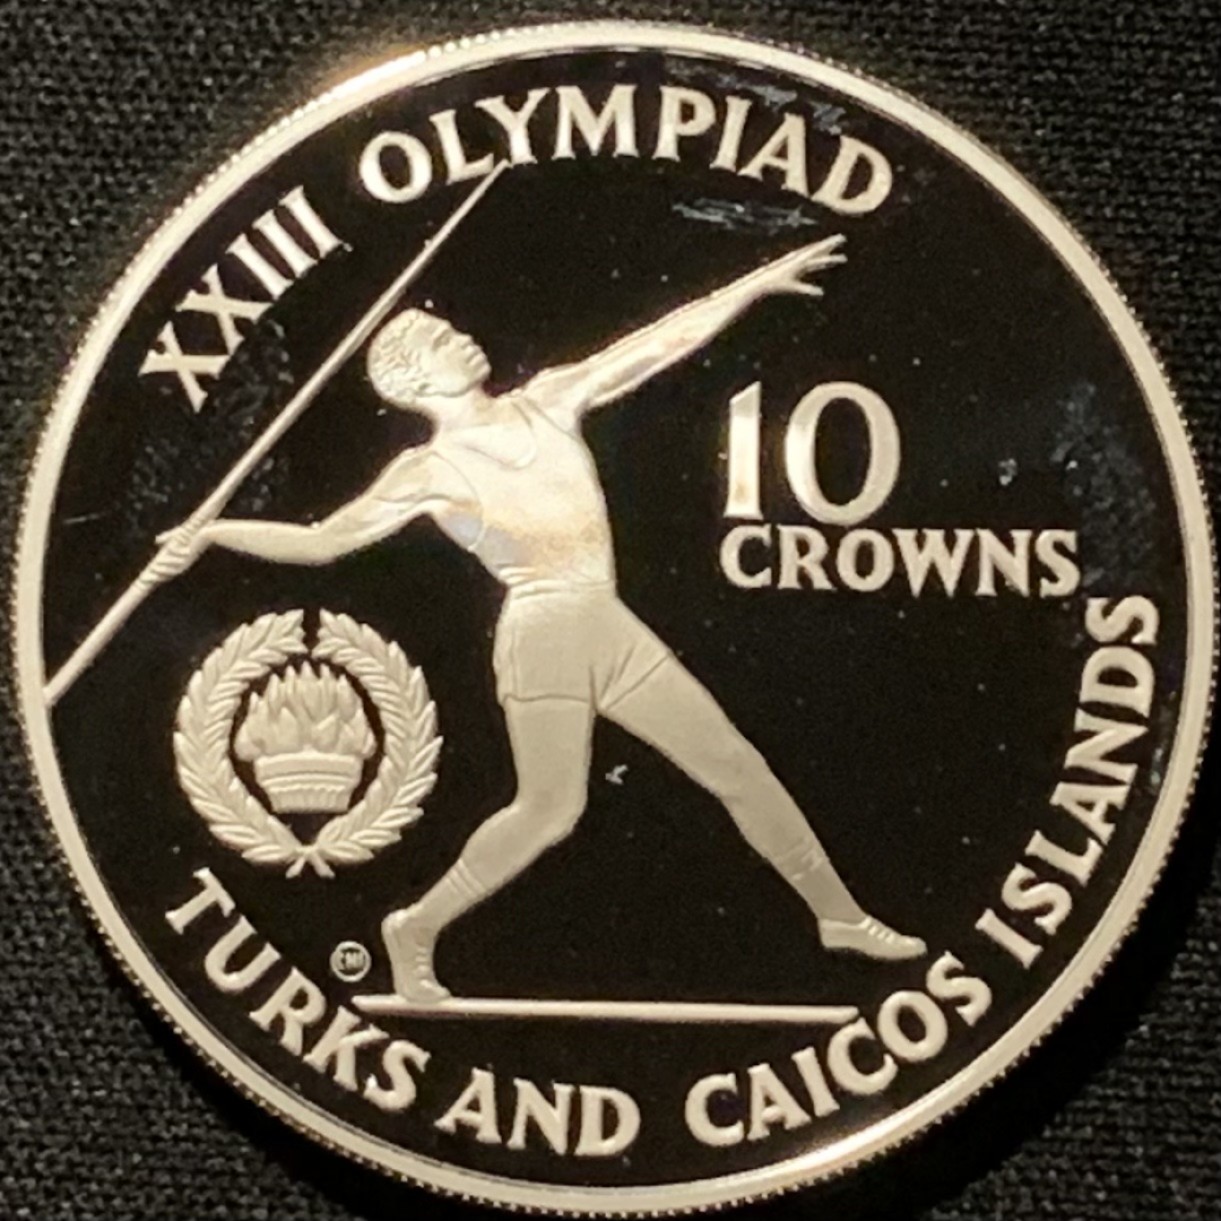 XXIII OLYMPIAD
10
CROWNS
TURKS AND CAICOS ISLANDS